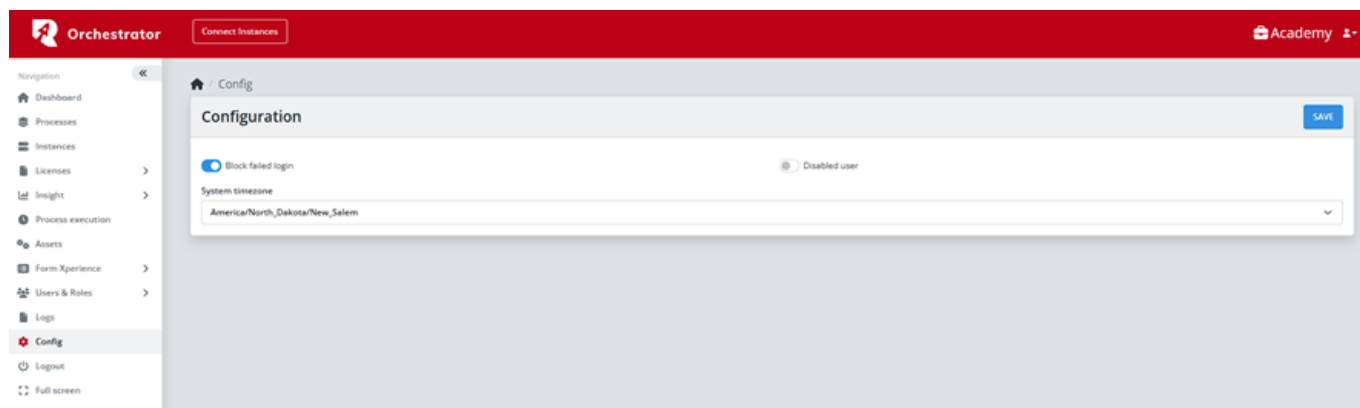 Orchestrator
Connect Instances
Academy
Navigation
Dashboard
Processes
Instances
Licenses
Insight
Process execution
Assets
Form Xperience
Users & Roles
Logs
Config
Logout
Full screen
/ Config
Configuration
SAVE
Block failed login
Disabled user
System timezone
America/North_Dakota/New_Salem